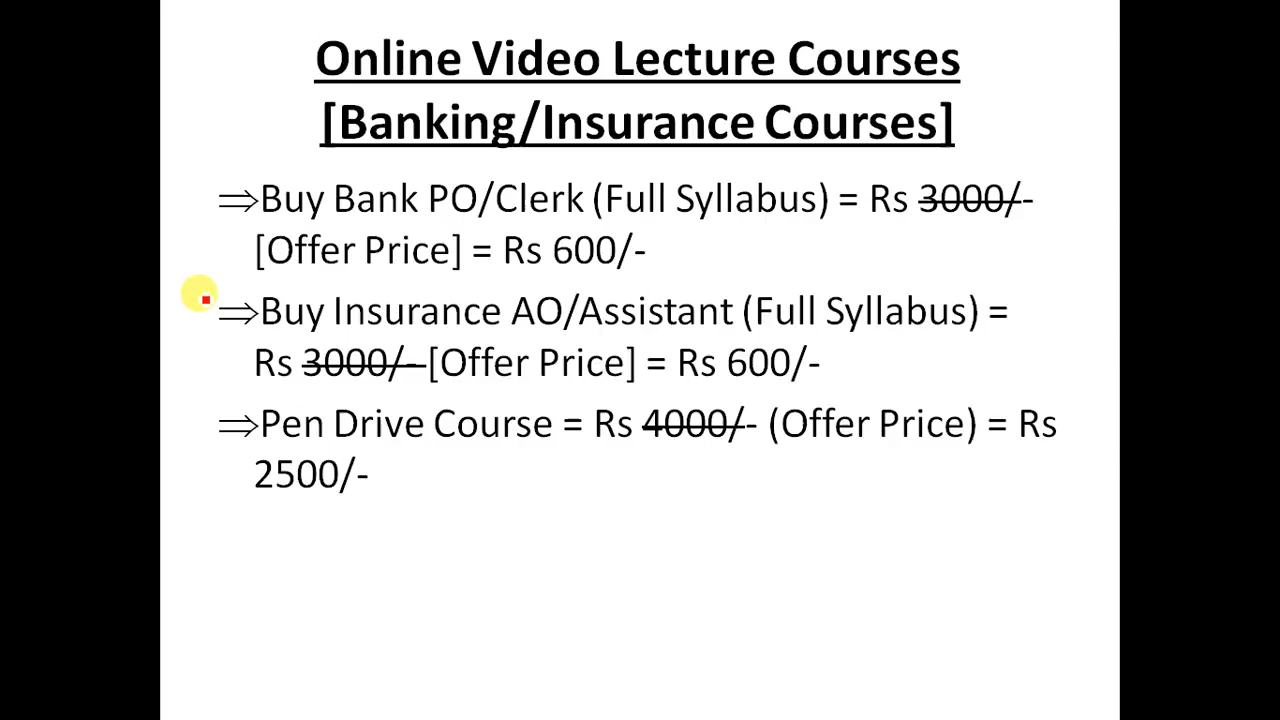 Online Video Lecture Courses
[Banking/Insurance Courses]
⇒Buy Bank PO/Clerk (Full Syllabus) = Rs 3000/-
[Offer Price] = Rs 600/-
⇒Buy Insurance AO/Assistant (Full Syllabus) =
Rs 3000/- [Offer Price] = Rs 600/-
⇒Pen Drive Course = Rs 4000/- (Offer Price) = Rs
2500/-